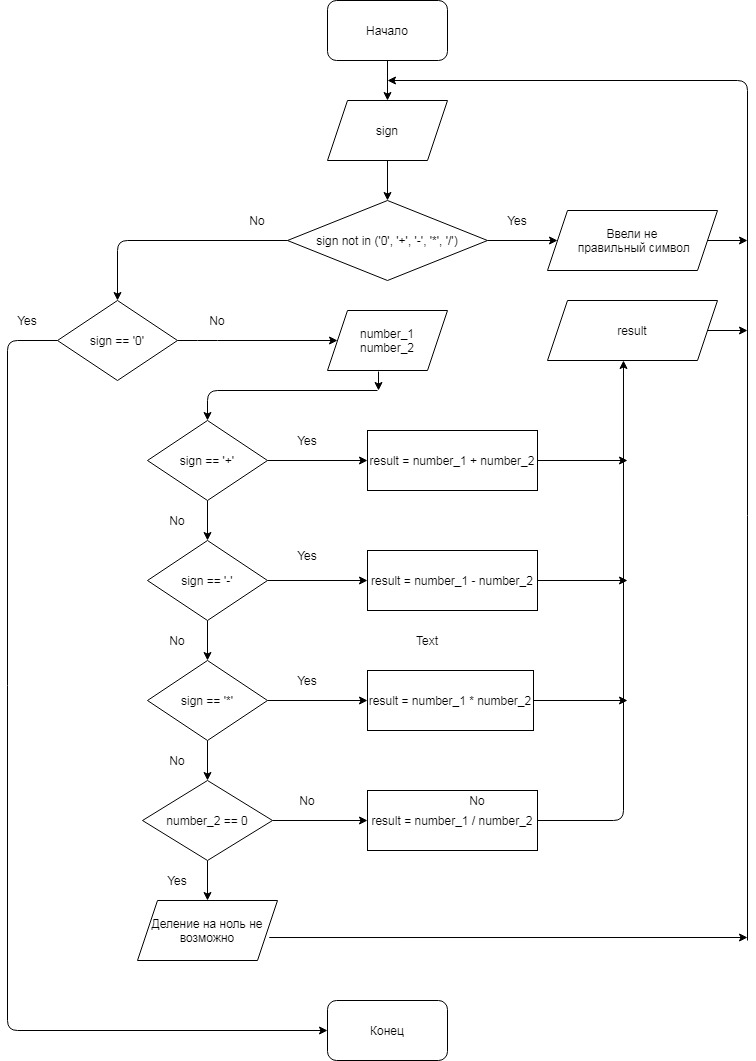 Начало
sign
No
Yes
sign not in ('0', '+', '-', '*', '/')
Ввели не
правильный символ
Yes
No
sign == '0'
number_1
number_2
result
Yes
sign == '+'
result = number_1 + number_2
No
Yes
sign == '-'
result = number_1 - number_2
No
Text
Yes
sign == '*'
result = number_1 * number_2
No
No
No
number_2 == 0
result = number_1 / number_2
Yes
Деление на ноль не
возможно
Конец